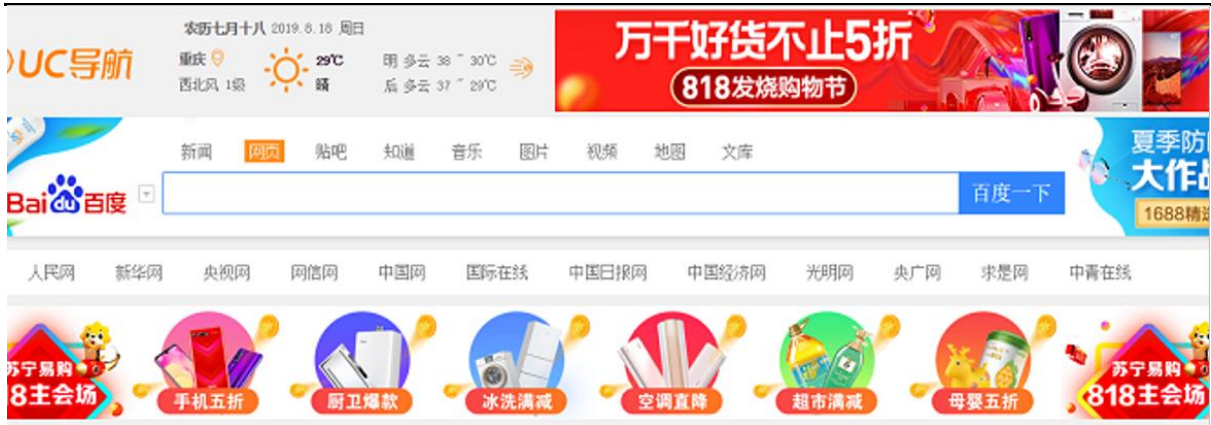 UC导航
农历七月十八 2019.8.18 周日
重庆 29℃ 明 多云 38 ~ 30℃
西北风 1级 晴 后 多云 37 ~ 29℃
万千好货不止5折
818发烧购物节
新闻 网页 贴吧 知道 音乐 图片 视频 地图 文库
Bai du 百度
百度一下
夏季防
大作
1688精选
人民网 新华网 央视网 网信网 中国网 国际在线 中国日报网 中国经济网 光明网 央广网 求是网 中青在线
苏宁易购
8主会场
手机五折 厨卫爆款 冰洗满减 空调直降 超市满减 母婴五折
苏宁易购
818主会场